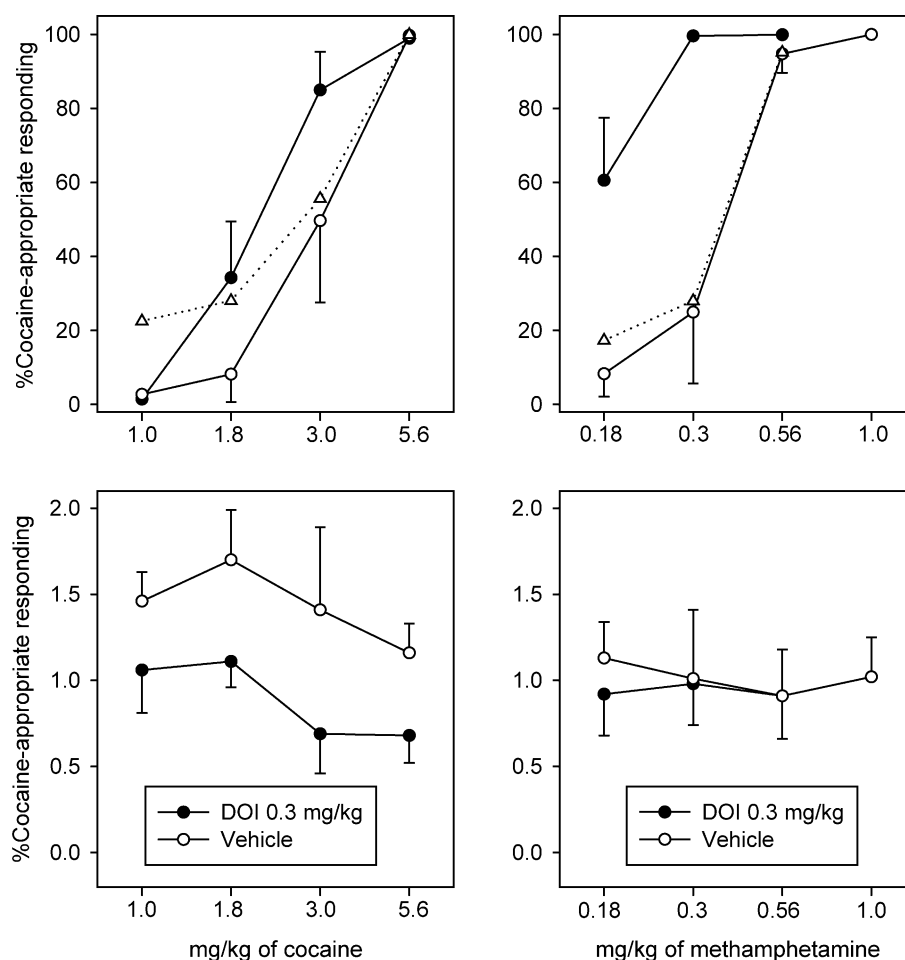 %Cocaine-appropriate responding
100
80
60
40
20
0
1.0 1.8 3.0 5.6
100
80
60
40
20
0
0.18 0.3 0.56 1.0
%Cocaine-appropriate responding
2.0
1.5
1.0
0.5
0.0
DOI 0.3 mg/kg
Vehicle
1.0 1.8 3.0 5.6
mg/kg of cocaine
2.0
1.5
1.0
0.5
0.0
DOI 0.3 mg/kg
Vehicle
0.18 0.3 0.56 1.0
mg/kg of methamphetamine